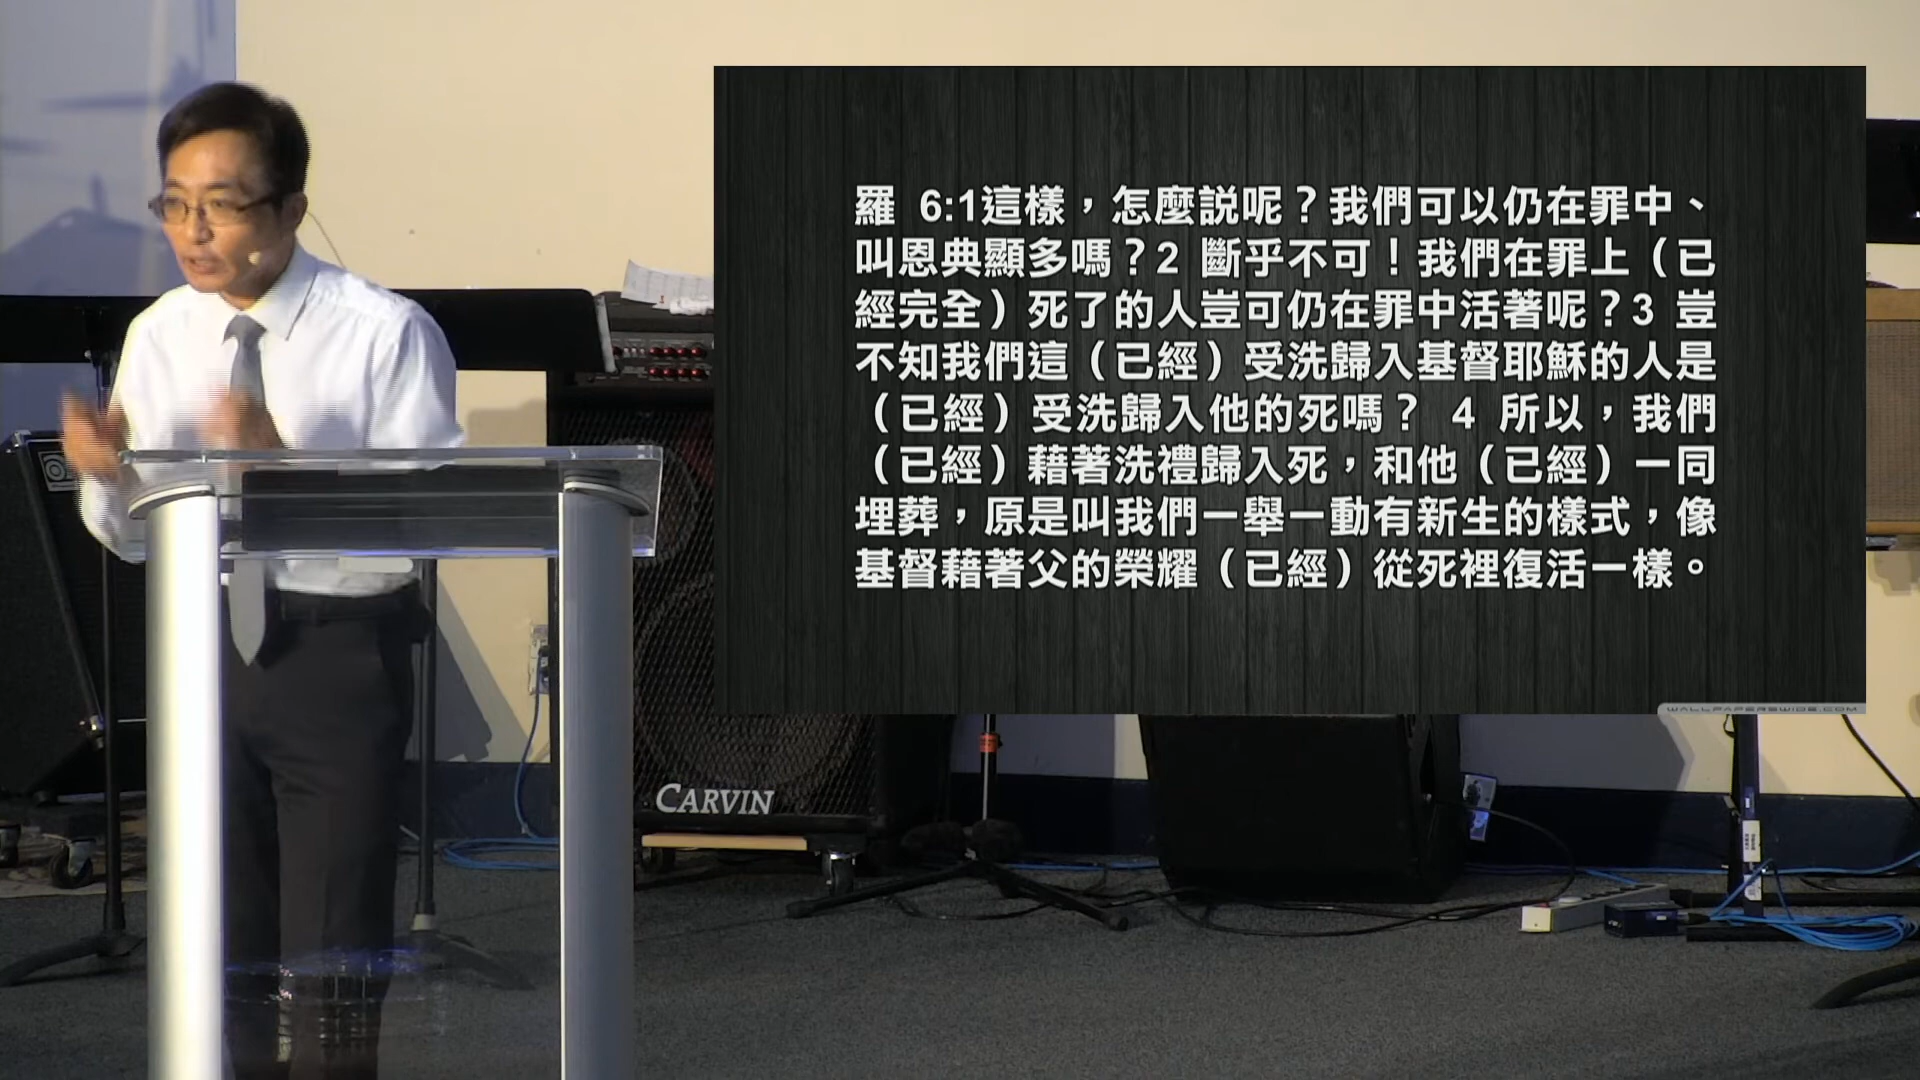 羅 6:1這樣，怎麼説呢？我們可以仍在罪中、
叫恩典顯多嗎？2 斷乎不可！我們在罪上（已
經完全）死了的人豈可仍在罪中活著呢？3 豈
不知我們這（已經）受洗歸入基督耶穌的人是
（已經）受洗歸入他的死嗎？ 4 所以，我們
（已經）藉著洗禮歸入死，和他（已經）一同
埋葬，原是叫我們一舉一動有新生的樣式，像
基督藉著父的榮耀（已經）從死裡復活一樣。
WALLPAPERSWIDE.COM
CARVIN